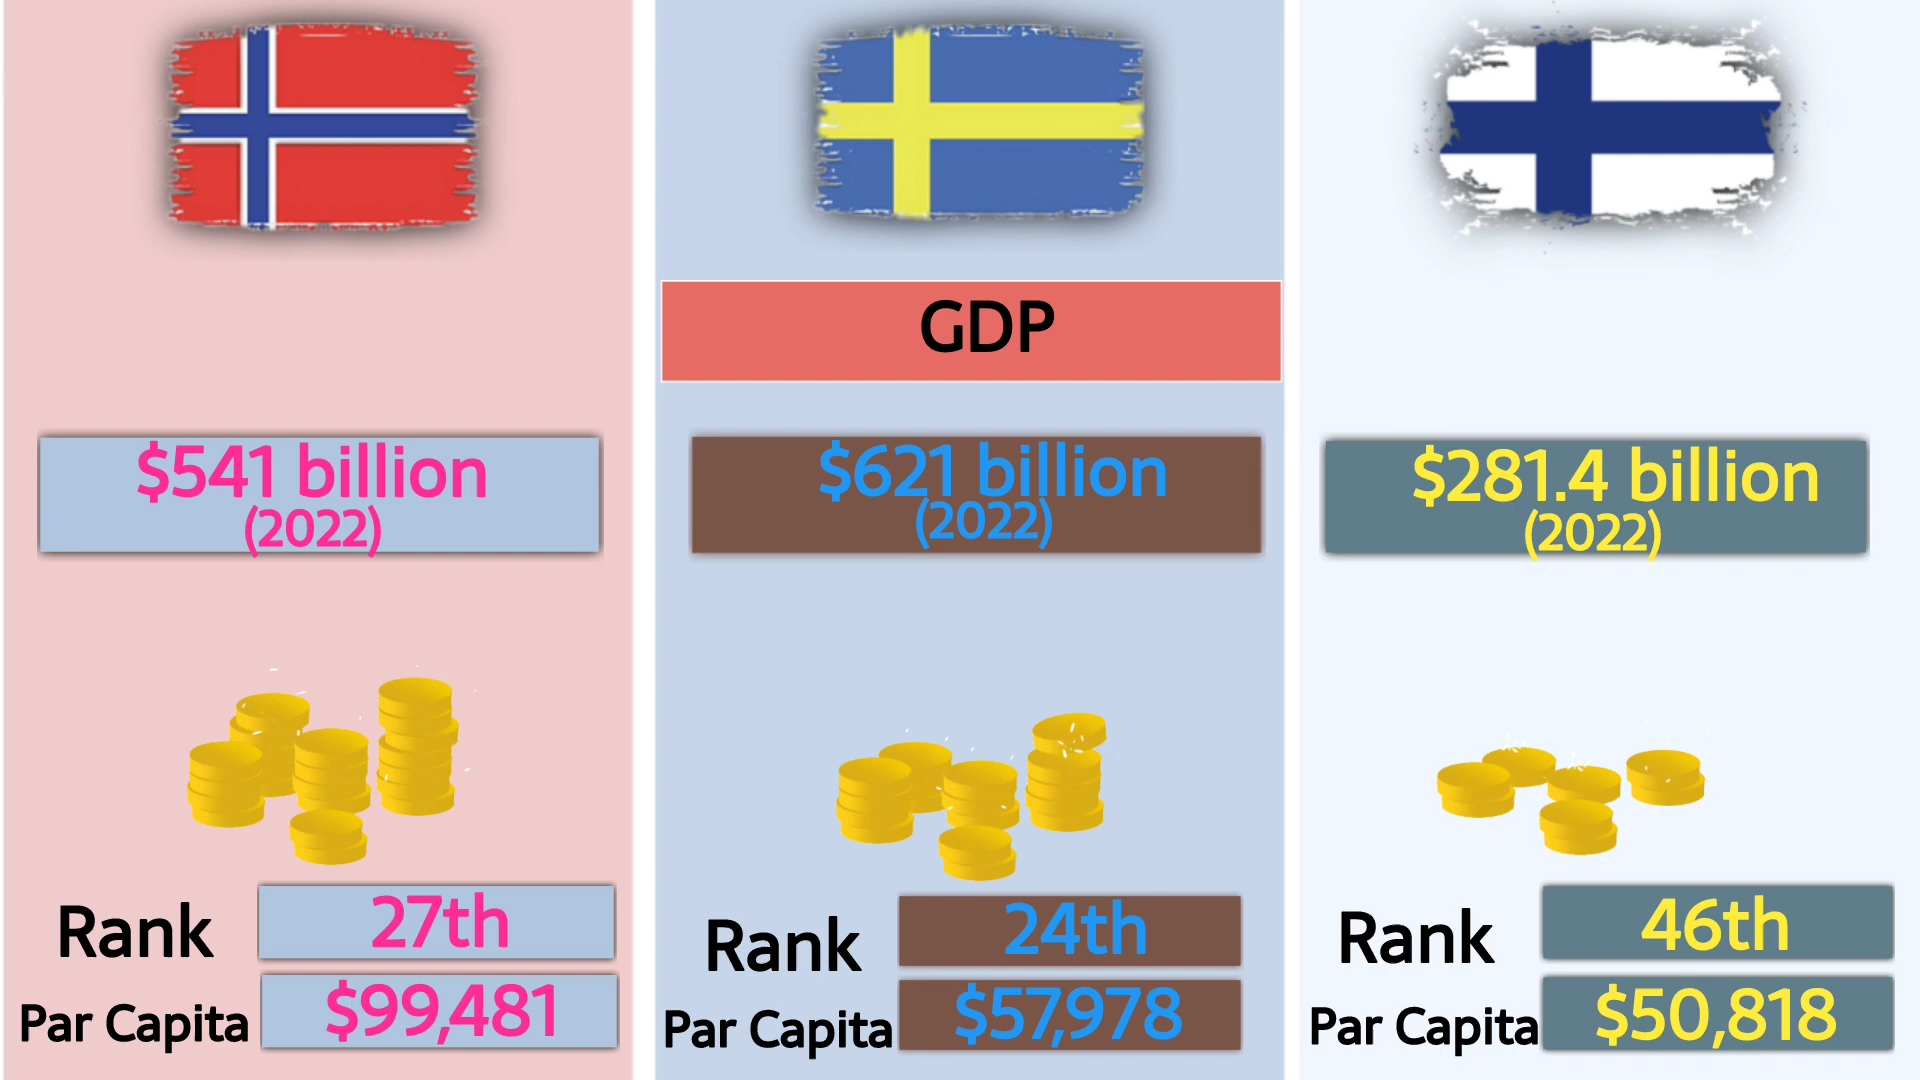 GDP
$541 billion
(2022)
$621 billion
(2022)
$281.4 billion
(2022)
Rank
27th
Par Capita
$99,481
Rank
24th
Par Capita
$57,978
Rank
46th
Par Capita
$50,818